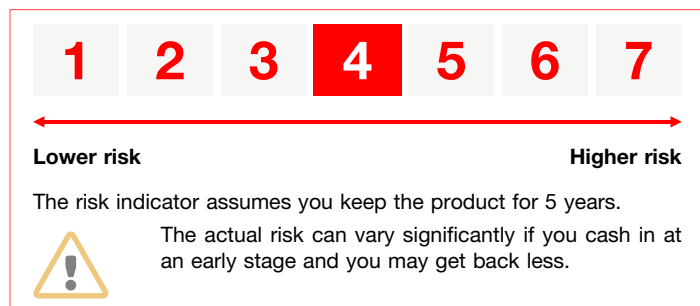 1 2 3 4 5 6 7
Lower risk Higher risk
The risk indicator assumes you keep the product for 5 years.
The actual risk can vary significantly if you cash in at
an early stage and you may get back less.